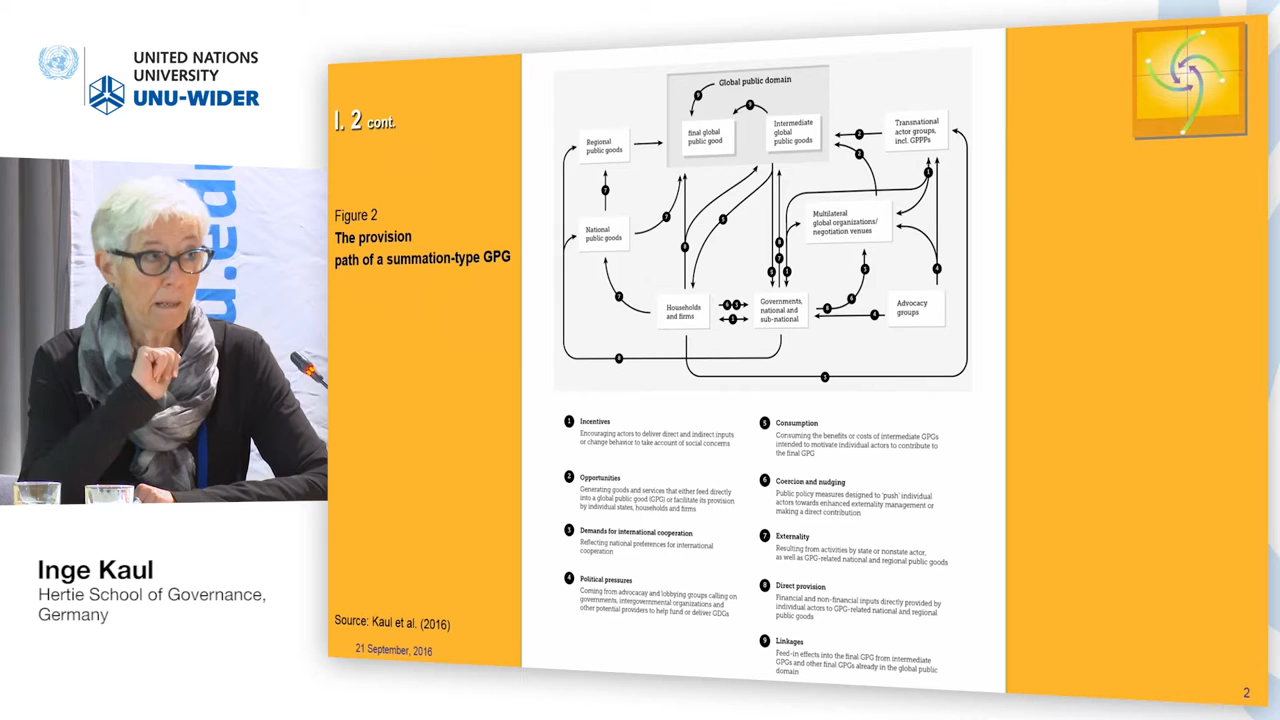 UNITED NATIONS
UNIVERSITY
UNU-WIDER
Inge Kaul
Hertie School of Governance,
Germany
I. 2 cont.
Figure 2
The provision
path of a summation-type GPG
Source: Kaul et al. (2016)
21 September, 2016
Global public domain
final global
public good
Intermediate
global
public goods
Regional
public goods
Transnational
actor groups,
incl. GPPPs
National
public goods
Multilateral
global organizations/
negotiation venues
Households
and firms
Governments,
national and
sub-national
Advocacy
groups
1 Incentives
Encouraging actors to deliver direct and indirect inputs
or change behavior to take account of social concerns
2 Opportunities
Generating goods and services that either feed directly
into a global public good (GPG) or facilitate its provision
by individual states, households and firms
3 Demands for international cooperation
Reflecting national preferences for international
cooperation
4 Political pressures
Coming from advocacay and lobbying groups calling on
governments, intergovernmental organizations and
other potential providers to help fund or deliver GDGs
5 Consumption
Consuming the benefits or costs of intermediate GPGs
intended to motivate individual actors to contribute to
the final GPG
6 Coercion and nudging
Public policy measures designed to 'push' individual
actors towards enhanced externality management or
making a direct contribution
7 Externality
Resulting from activities by state or nonstate actor,
as well as GPG-related national and regional public goods
8 Direct provision
Financial and non-financial inputs directly provided by
individual actors to GPG-related national and regional
public goods
9 Linkages
Feed-in effects into the final GPG from intermediate
GPGs and other final GPGs already in the global public
domain
2